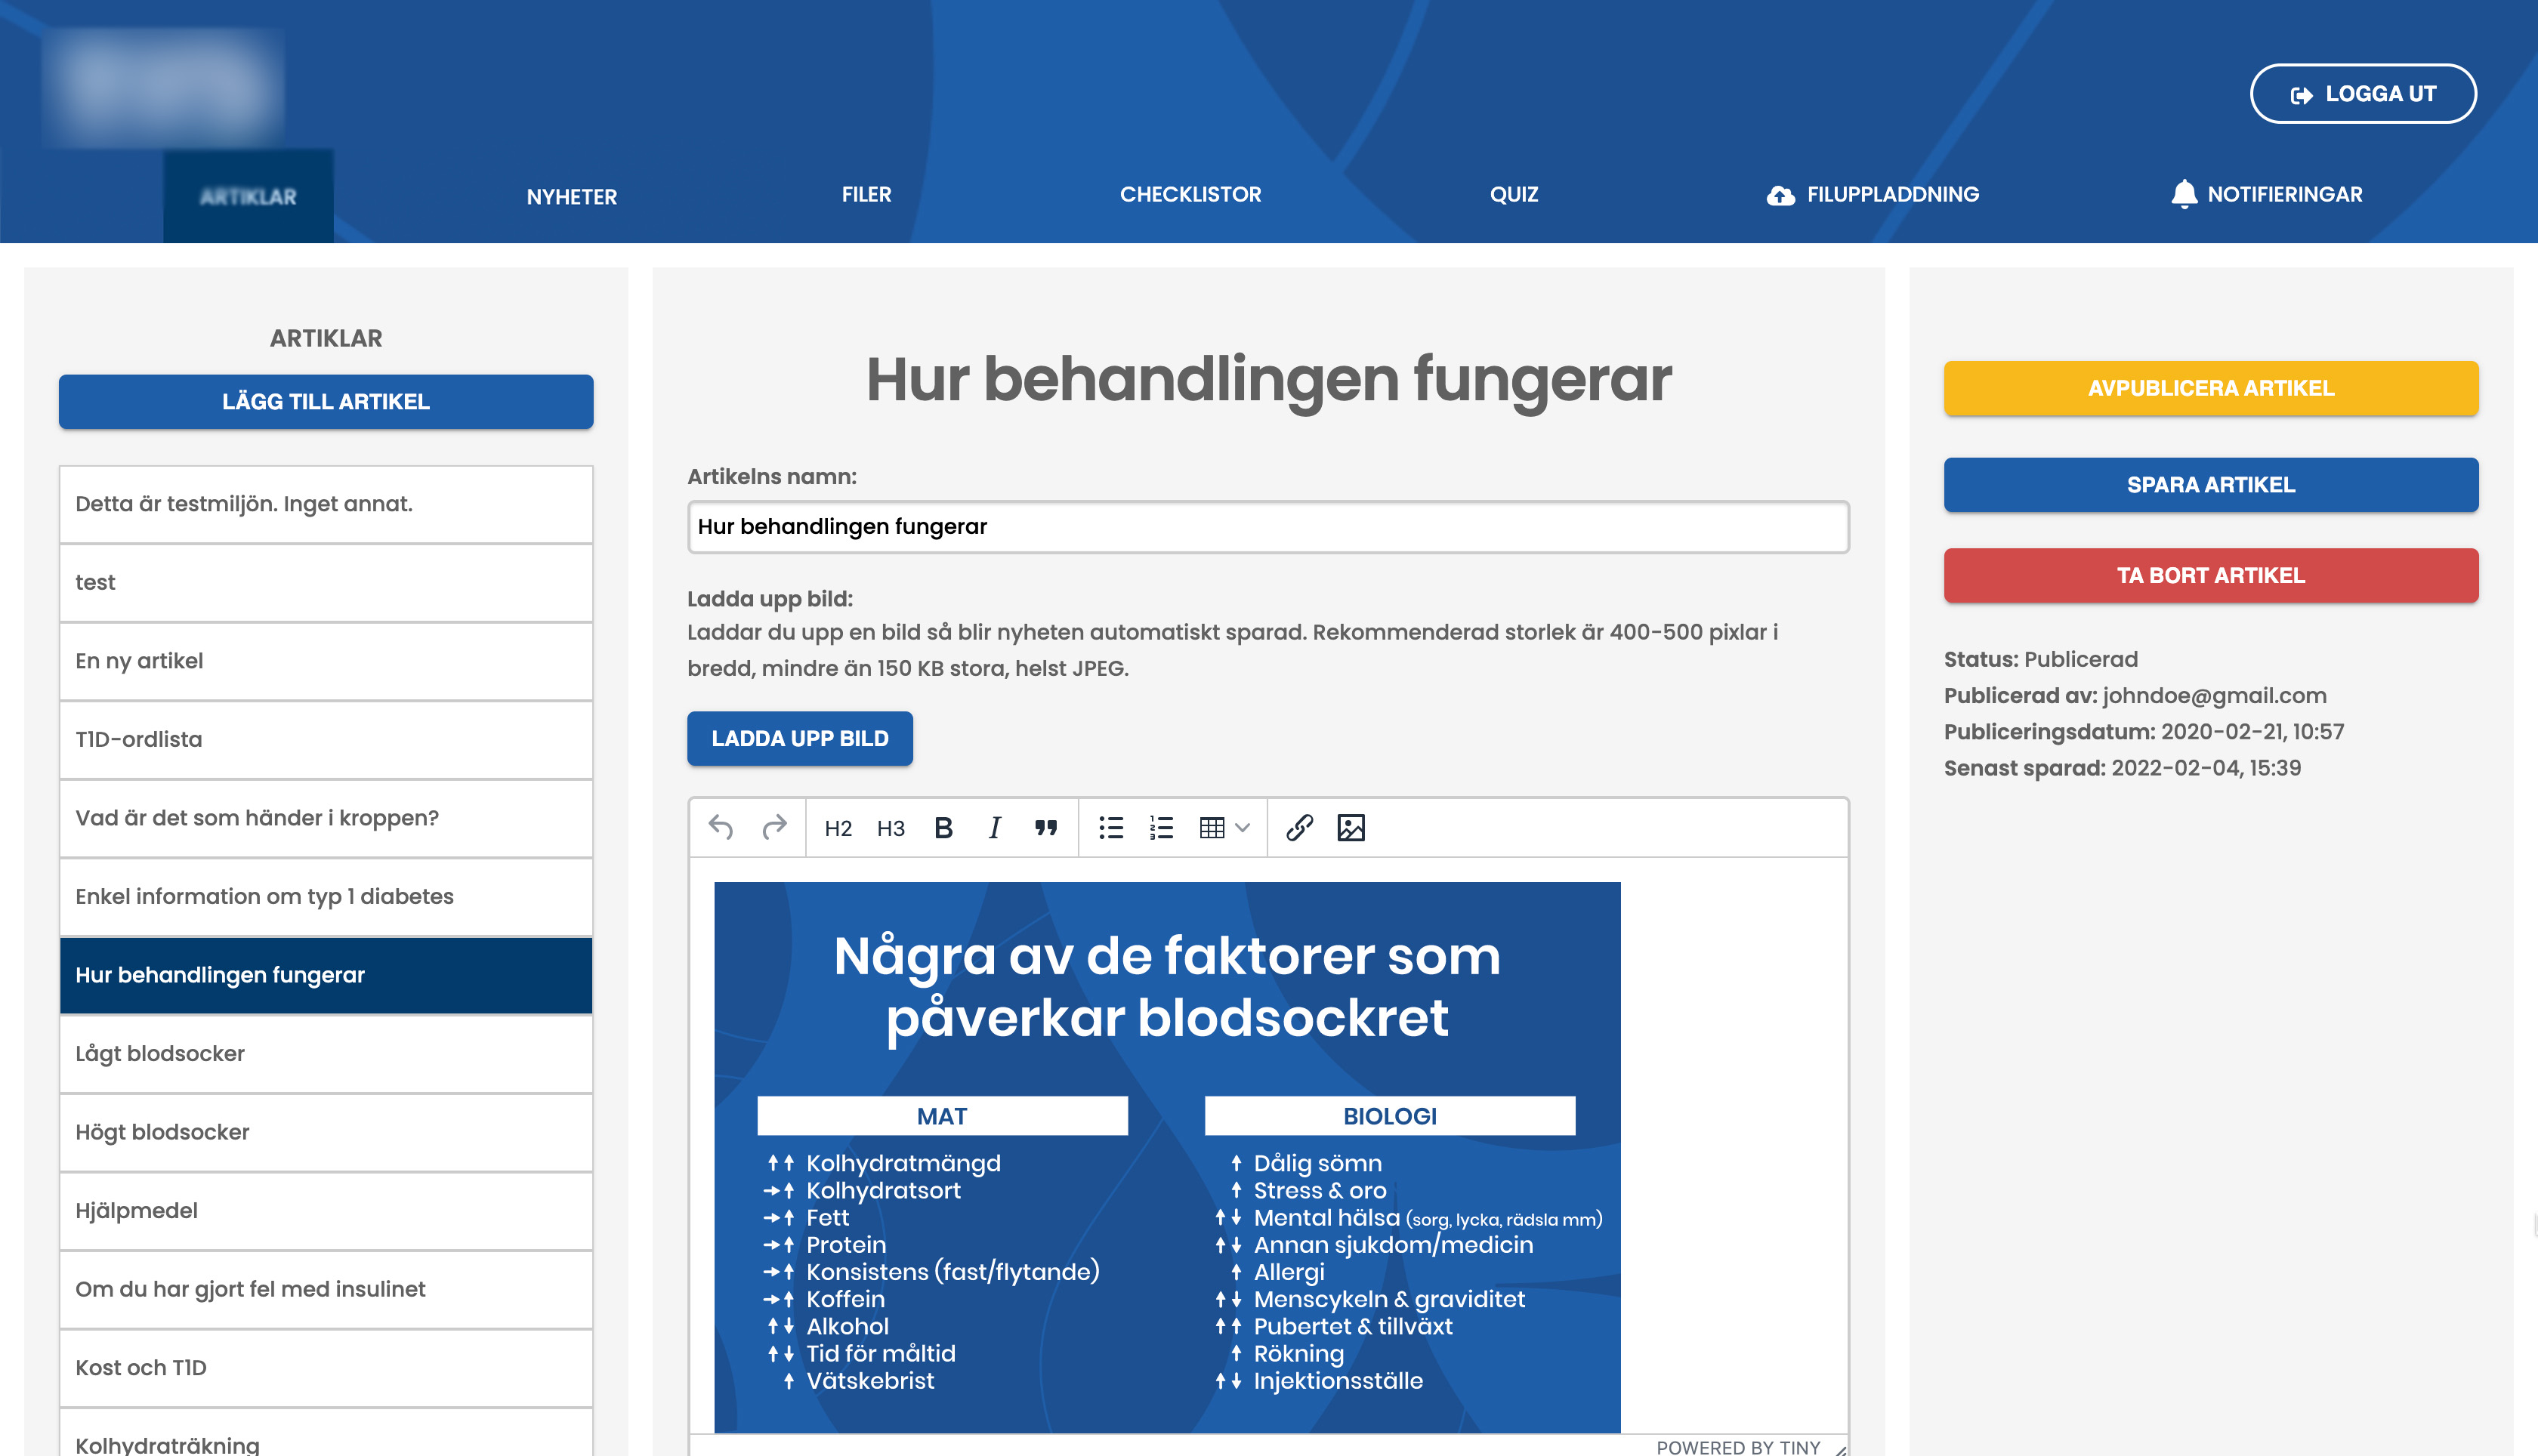 LOGGA UT
ARTIKLAR
NYHETER
FILER
CHECKLISTOR
QUIZ
FILUPPLADDNING
NOTIFIERINGAR
ARTIKLAR
LÄGG TILL ARTIKEL
Detta är testmiljön. Inget annat.
test
En ny artikel
T1D-ordlista
Vad är det som händer i kroppen?
Enkel information om typ 1 diabetes
Hur behandlingen fungerar
Lågt blodsocker
Högt blodsocker
Hjälpmedel
Om du har gjort fel med insulinet
Kost och T1D
Kolhydraträkning
Hur behandlingen fungerar
Artikelns namn:
Hur behandlingen fungerar
Ladda upp bild:
Laddar du upp en bild så blir nyheten automatiskt sparad. Rekommenderad storlek är 400-500 pixlar i
bredd, mindre än 150 KB stora, helst JPEG.
LADDA UPP BILD
H2 H3 B I
Några av de faktorer som
påverkar blodsockret
MAT
↑↑ Kolhydratmängd
→↑ Kolhydratsort
→↑ Fett
→↑ Protein
→↑ Konsistens (fast/flytande)
→↑ Koffein
↑↓ Alkohol
↑↓ Tid för måltid
↑ Vätskebrist
BIOLOGI
↑ Dålig sömn
↑ Stress & oro
↑↓ Mental hälsa (sorg, lycka, rädsla mm)
↑↓ Annan sjukdom/medicin
↑ Allergi
↑↓ Menscykeln & graviditet
↑↑ Pubertet & tillväxt
↑ Rökning
↑↓ Injektionsställe
POWERED BY TINY
AVPUBLICERA ARTIKEL
SPARA ARTIKEL
TA BORT ARTIKEL
Status: Publicerad
Publicerad av: johndoe@gmail.com
Publiceringsdatum: 2020-02-21, 10:57
Senast sparad: 2022-02-04, 15:39